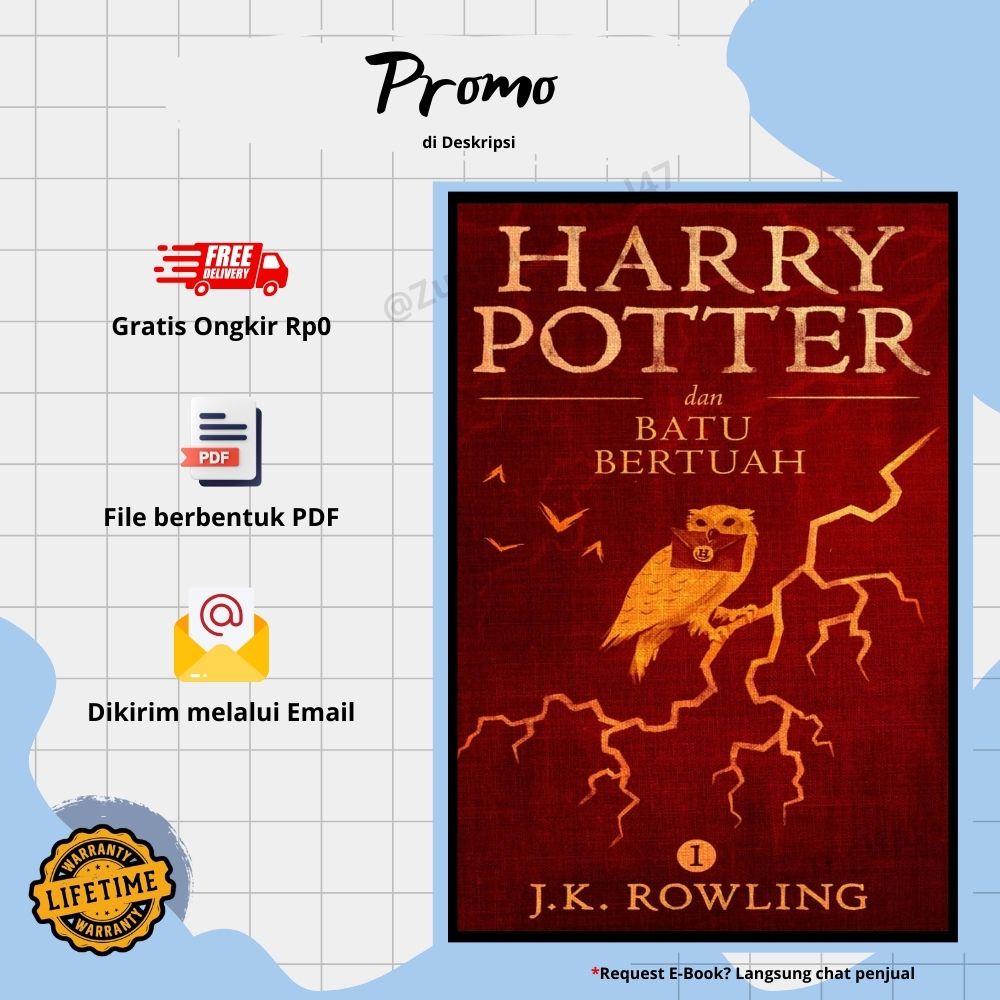 Promo
di Deskripsi
FREE
DELIVERY
Gratis Ongkir Rp0
PDF
File berbentuk PDF
@
Dikirim melalui Email
WARRANTY
LIFETIME
WARRANTY
HARRY
POTTER
dan
BATU
BERTUAH
H
1
J.K. ROWLING
*Request E-Book? Langsung chat penjual